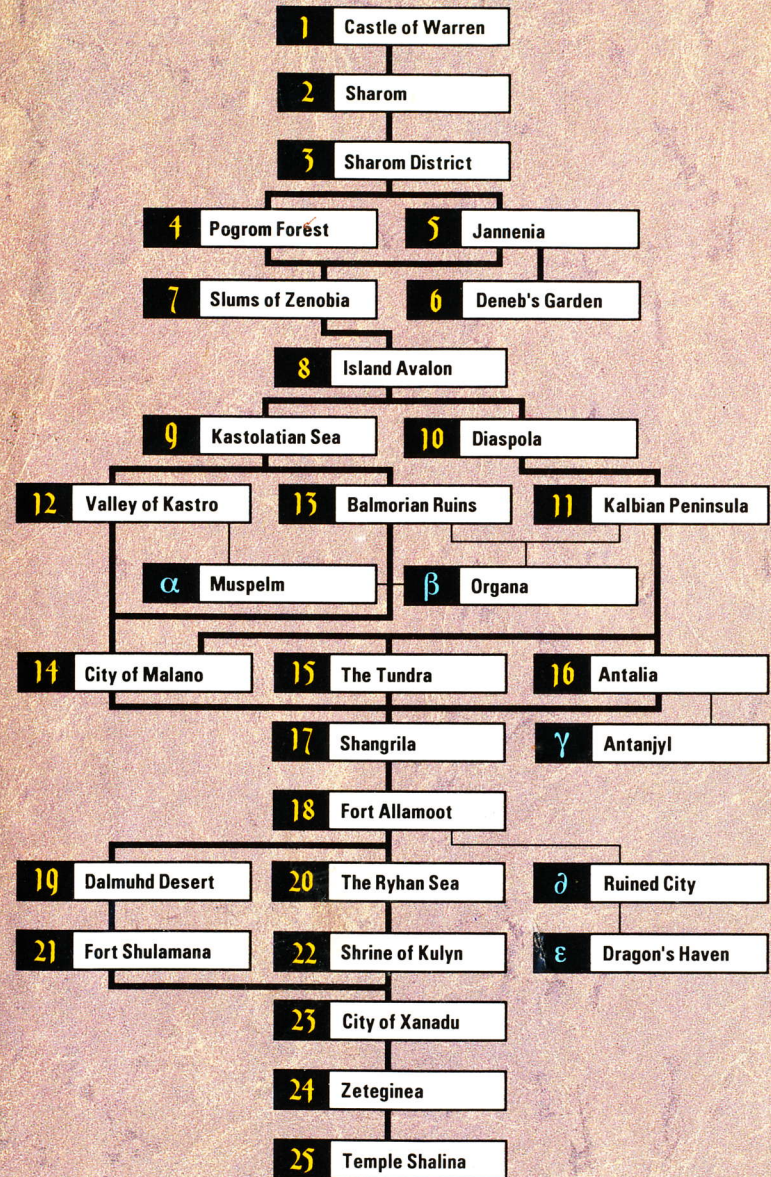 1 Castle of Warren
2 Sharom
3 Sharom District
4 Pogrom Forest
5 Jannenia
7 Slums of Zenobia
6 Deneb's Garden
8 Island Avalon
9 Kastolatian Sea
10 Diaspola
12 Valley of Kastro
13 Balmorian Ruins
11 Kalbian Peninsula
α Muspelm
β Organa
14 City of Malano
15 The Tundra
16 Antalia
17 Shangrila
γ Antanjyl
18 Fort Allamoot
19 Dalmuhd Desert
20 The Ryhan Sea
∂ Ruined City
21 Fort Shulamana
22 Shrine of Kulyn
ε Dragon's Haven
23 City of Xanadu
24 Zeteginea
25 Temple Shalina